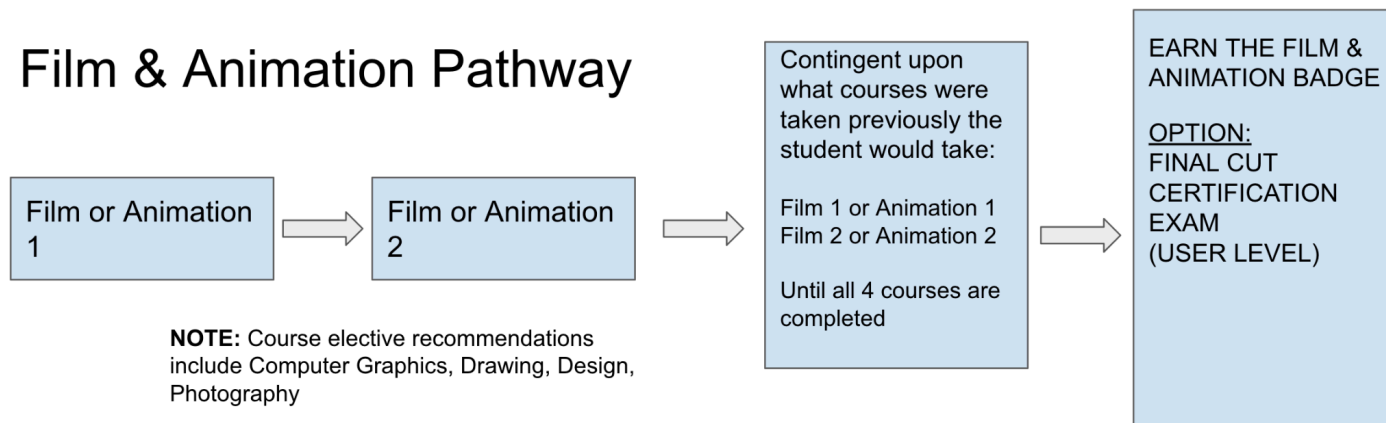 Film & Animation Pathway
Film or Animation
1
Film or Animation
2
NOTE: Course elective recommendations
include Computer Graphics, Drawing, Design,
Photography
Contingent upon
what courses were
taken previously the
student would take:
Film 1 or Animation 1
Film 2 or Animation 2
Until all 4 courses are
completed
EARN THE FILM &
ANIMATION BADGE
OPTION:
FINAL CUT
CERTIFICATION
EXAM
(USER LEVEL)